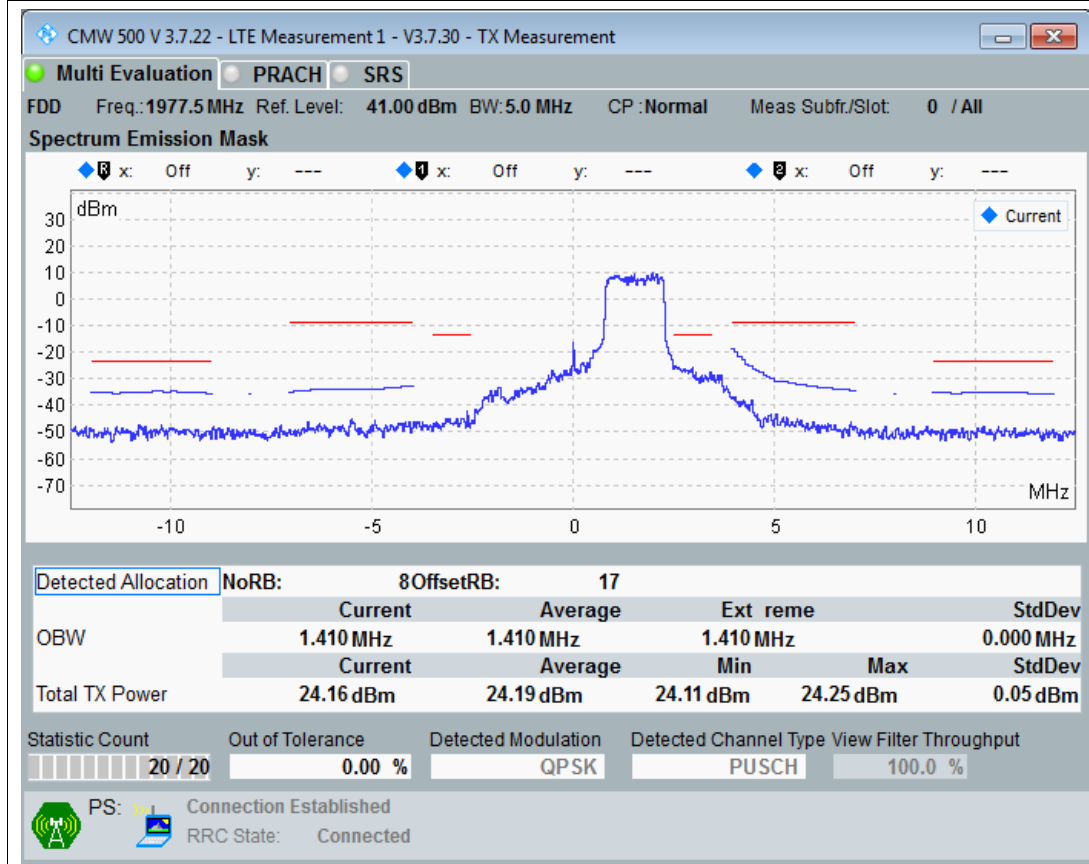 CMW 500 V 3.7.22 - LTE Measurement 1 - V3.7.30 - TX Measurement
Multi Evaluation PRACH SRS
FDD Freq.: 1977.5 MHz Ref. Level: 41.00 dBm BW: 5.0 MHz CP : Normal Meas Subfr./Slot: 0 / All
Spectrum Emission Mask
R x: Off y: --- 1 x: Off y: --- 2 x: Off y: ---
dBm
Current
30
20
10
0
-10
-20
-30
-40
-50
-60
-70
MHz
-10 -5 0 5 10
Detected Allocation NoRB: 8 OffsetRB: 17
Current Average Ext reme StdDev
OBW 1.410 MHz 1.410 MHz 1.410 MHz 0.000 MHz
Current Average Min Max StdDev
Total TX Power 24.16 dBm 24.19 dBm 24.11 dBm 24.25 dBm 0.05 dBm
Statistic Count Out of Tolerance Detected Modulation Detected Channel Type View Filter Throughput
20 / 20 0.00 % QPSK PUSCH 100.0 %
PS: Connection Established
RRC State: Connected